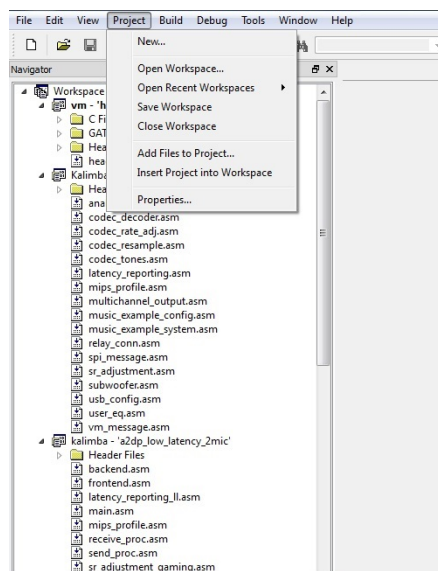 File Edit View Project Build Debug Tools Window Help
New...
Navigator
Open Workspace...
Open Recent Workspaces
Save Workspace
Close Workspace
Add Files to Project...
Insert Project into Workspace
Properties...
Workspace
vm - 'h
C Fi
GAT
Hea
hea
Kalimba
Hea
ana
codec_decoder.asm
codec_rate_adj.asm
codec_resample.asm
codec_tones.asm
latency_reporting.asm
mips_profile.asm
multichannel_output.asm
music_example_config.asm
music_example_system.asm
relay_conn.asm
spi_message.asm
sr_adjustment.asm
subwoofer.asm
usb_config.asm
user_eq.asm
vm_message.asm
kalimba - 'a2dp_low_latency_2mic'
Header Files
backend.asm
frontend.asm
latency_reporting_ll.asm
main.asm
mips_profile.asm
receive_proc.asm
send_proc.asm
sr_adjustment_gaming.asm